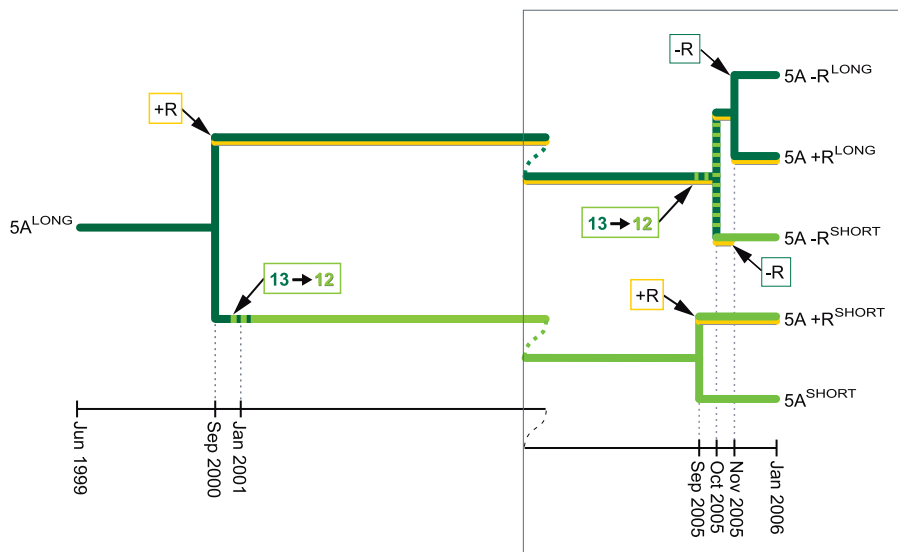 -R
5A -R^LONG
+R
5A +R^LONG
5A^LONG
13→12
5A -R^SHORT
13→12
-R
+R
5A +R^SHORT
5A^SHORT
Jun 1999
Sep 2000
Jan 2001
Sep 2005
Oct 2005
Nov 2005
Jan 2006